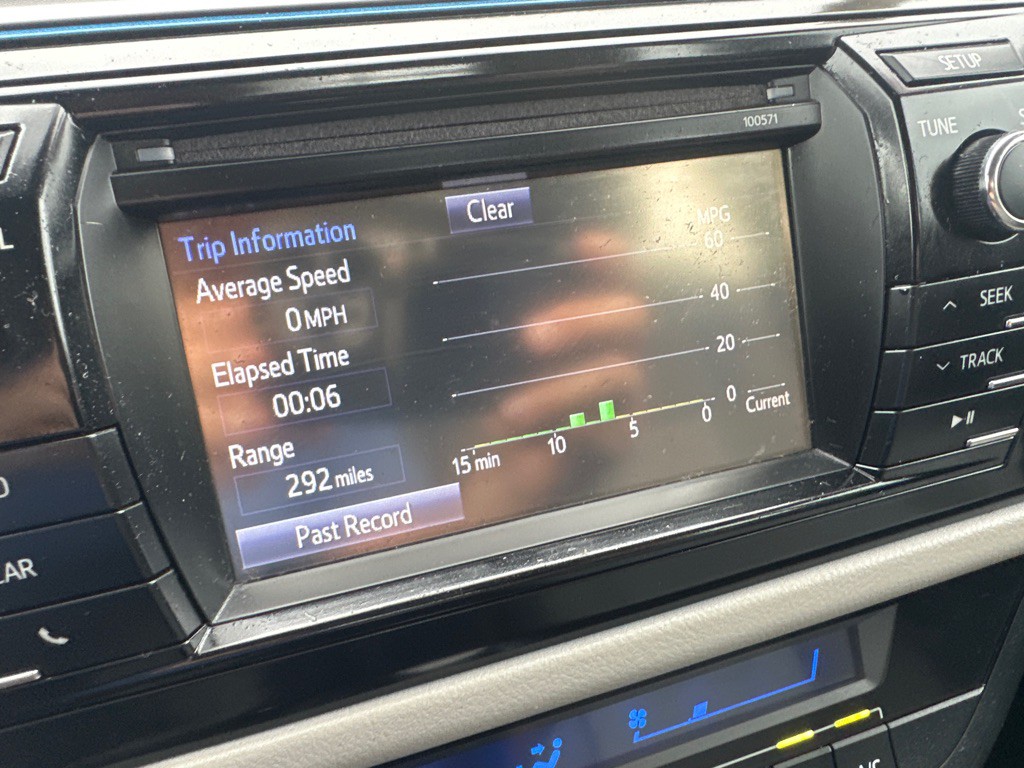 SETUP
100571
TUNE
Clear
Trip Information
MPG
60
Average Speed
0 MPH
40
SEEK
Elapsed Time
20
TRACK
00:06
0
Current
Range
15 min
10
5
0
292 miles
Past Record